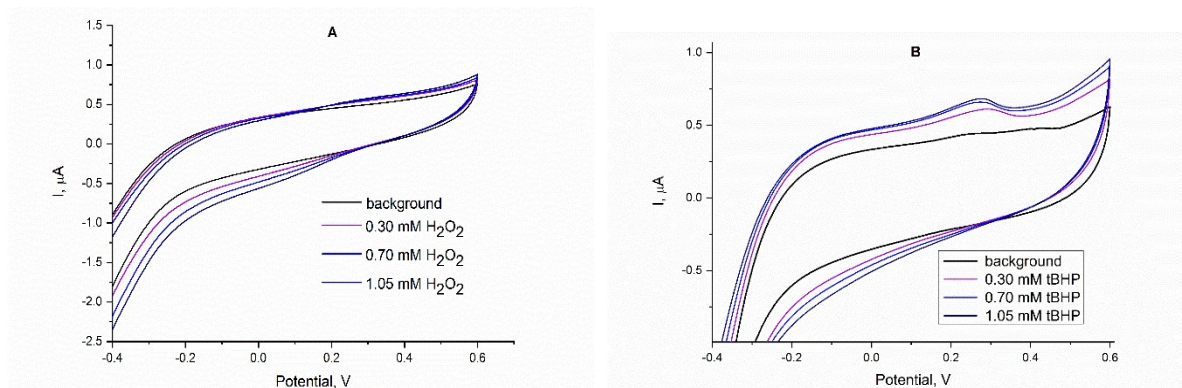 A
1.5
1.0
0.5
0.0
-0.5
-1.0
-1.5
-2.0
-2.5
I, μA
background
0.30 mM H2O2
0.70 mM H2O2
1.05 mM H2O2
-0.4 -0.2 0.0 0.2 0.4 0.6
Potential, V
B
1.0
0.5
0.0
-0.5
I, μA
background
0.30 mM tBHP
0.70 mM tBHP
1.05 mM tBHP
-0.4 -0.2 0.0 0.2 0.4 0.6
Potential, V